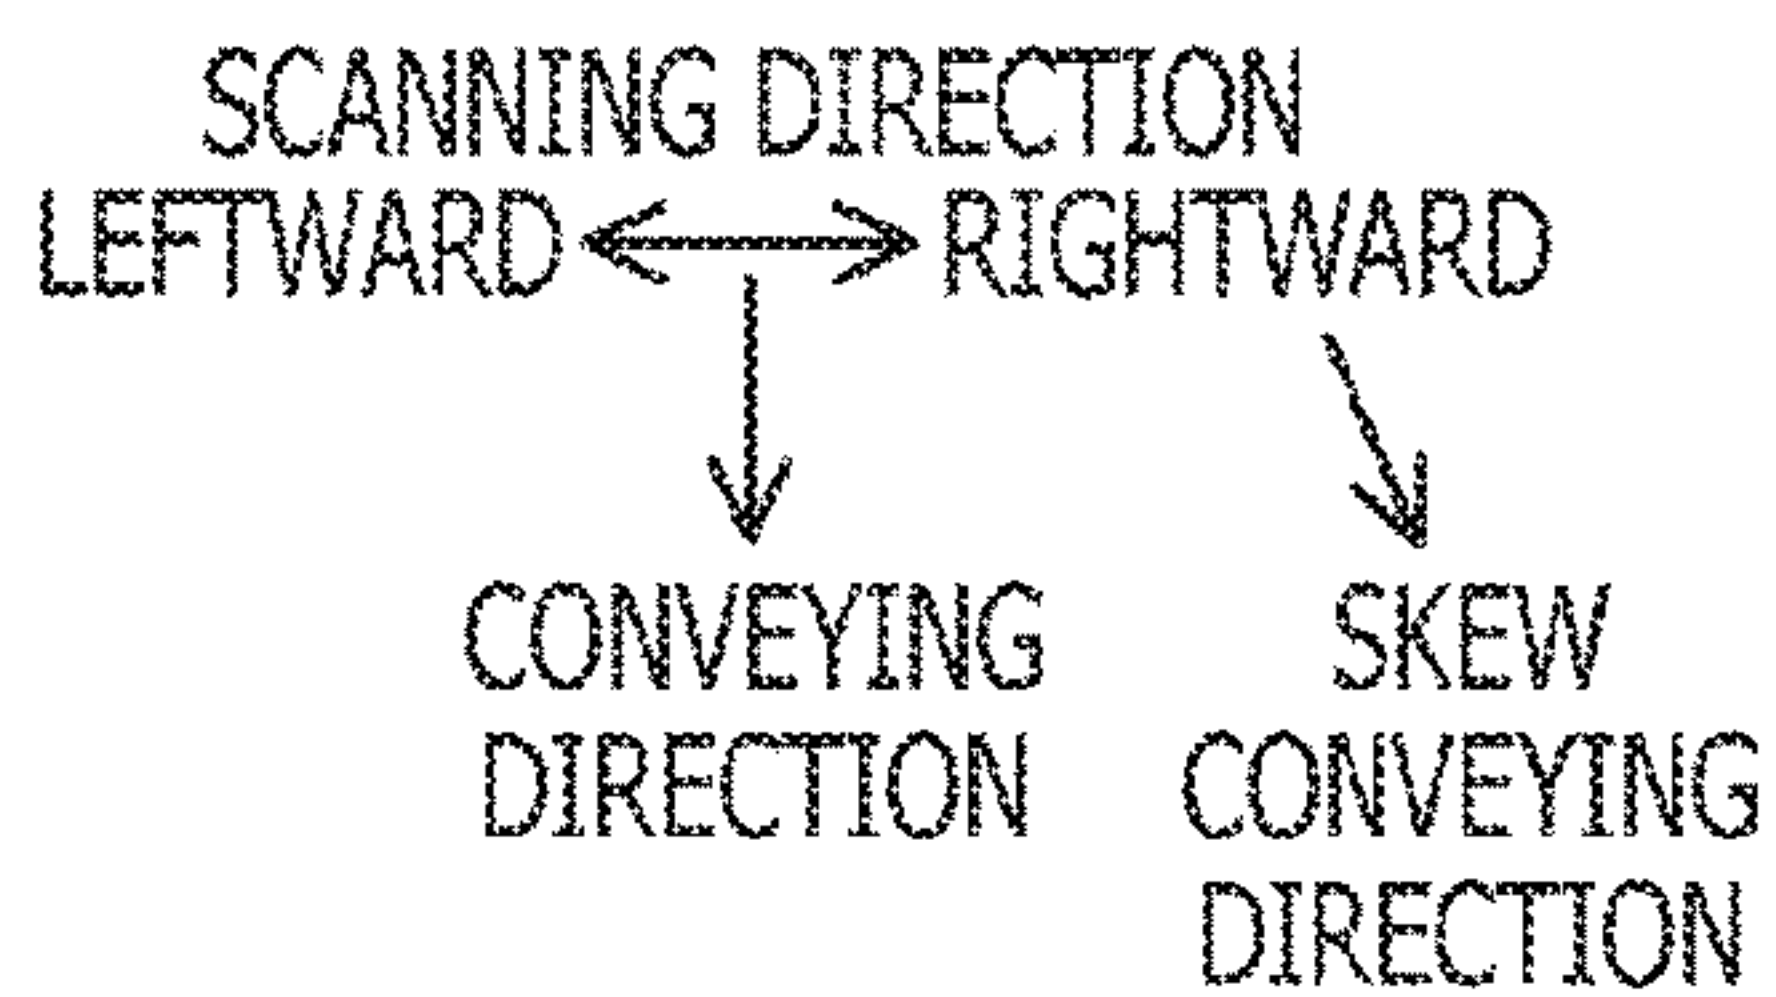 SCANNING DIRECTION
LEFTWARD RIGHTWARD
CONVEYING
DIRECTION
SKEW
CONVEYING
DIRECTION